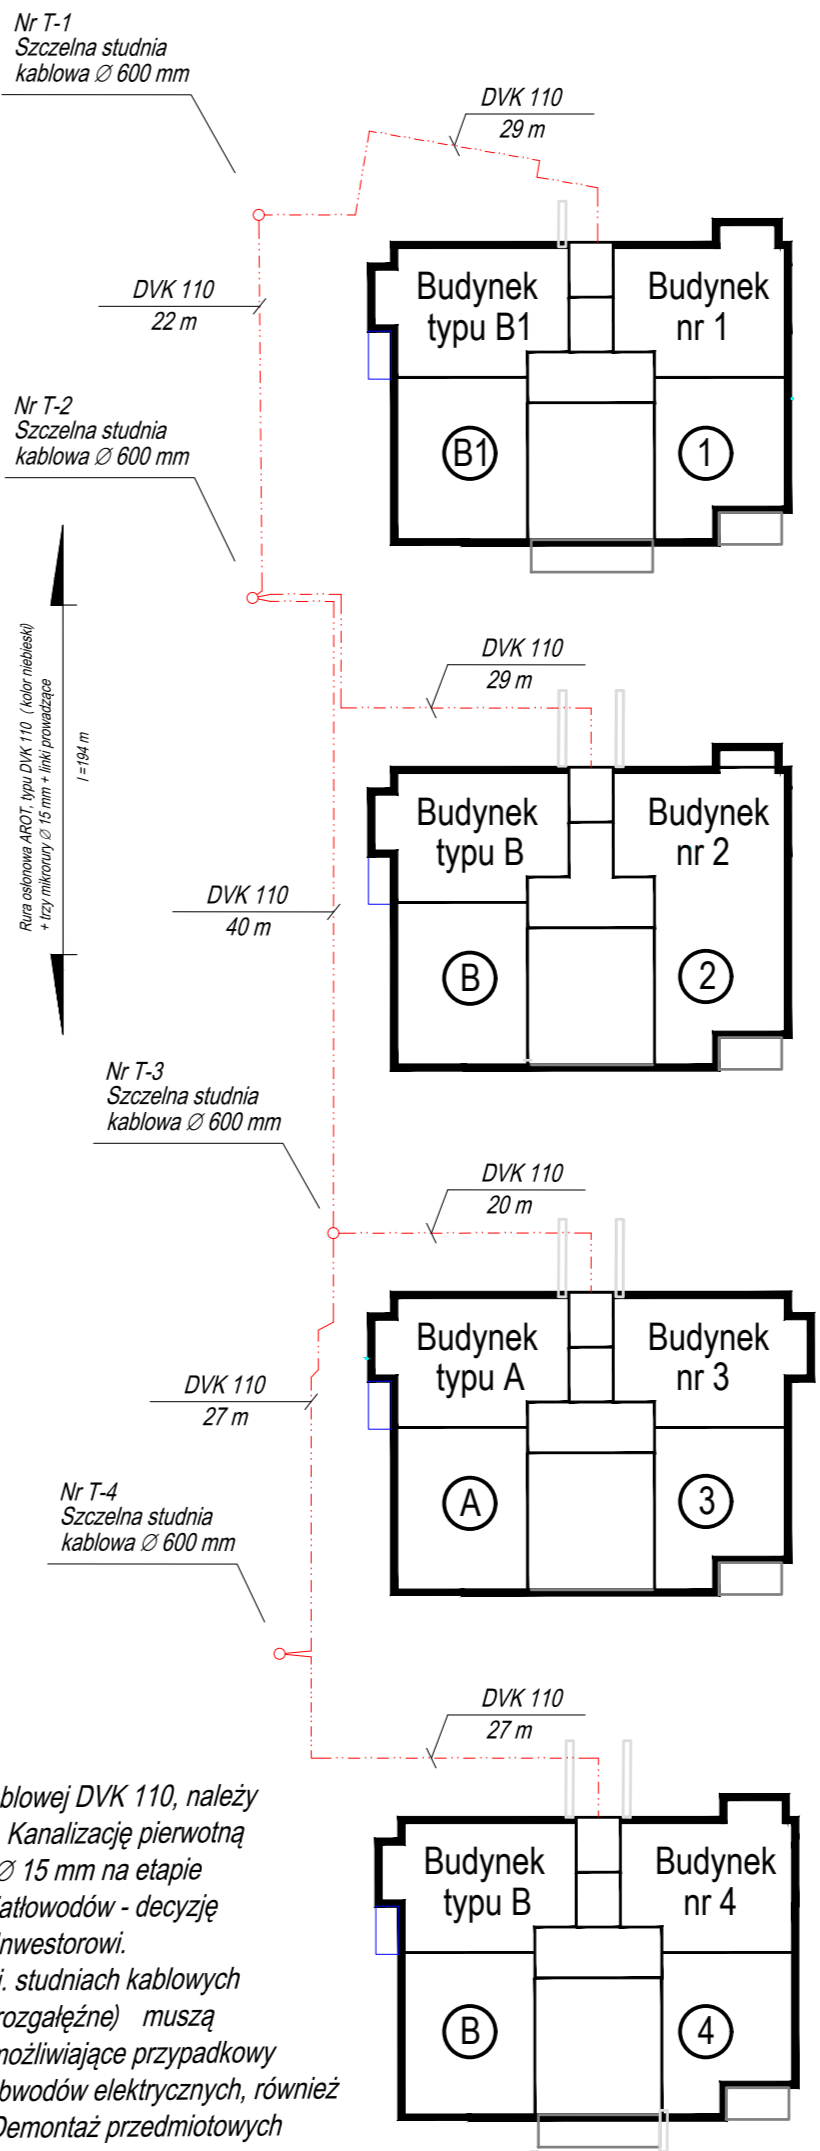 Nr T-1
Szczelna studnia
kablowa Ø 600 mm
DVK 110
29 m
DVK 110
22 m
Budynek
typu B1
Budynek
nr 1
B1
1
Nr T-2
Szczelna studnia
kablowa Ø 600 mm
Rura osłonowa AROT, typu DVK 110 ( kolor niebieski)
+ trzy mikrorury Ø 15 mm + linki prowadzące
l =194 m
DVK 110
29 m
Budynek
typu B
Budynek
nr 2
DVK 110
40 m
B
2
Nr T-3
Szczelna studnia
kablowa Ø 600 mm
DVK 110
20 m
Budynek
typu A
Budynek
nr 3
DVK 110
27 m
A
3
Nr T-4
Szczelna studnia
kablowa Ø 600 mm
DVK 110
27 m
Budynek
typu B
Budynek
nr 4
B
4
blowej DVK 110, należy
Kanalizację pierwotną
Ø 15 mm na etapie
iatłowodów - decyzję
inwestorowi.
i. studniach kablowych
rozgałęźne) muszą
możliwiające przypadkowy
bwodów elektrycznych, również
Demontaż przedmiotowych